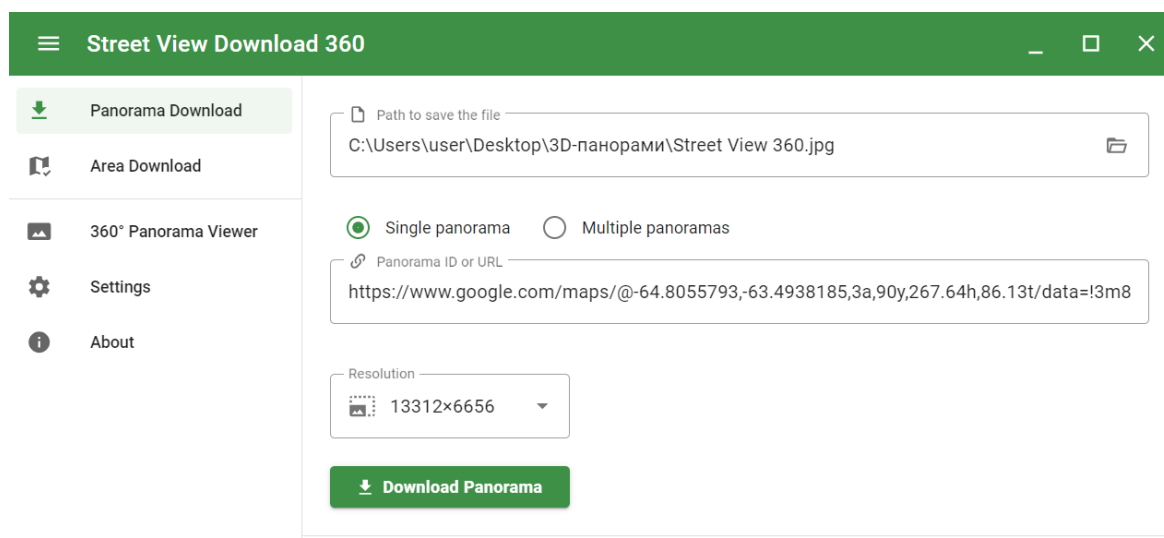 Street View Download 360
Panorama Download
Area Download
360° Panorama Viewer
Settings
About
Path to save the file
C:\Users\user\Desktop\3D-панорами\Street View 360.jpg
Single panorama
Multiple panoramas
Panorama ID or URL
https://www.google.com/maps/@-64.8055793,-63.4938185,3a,90y,267.64h,86.13t/data=!3m8
Resolution
13312×6656
Download Panorama